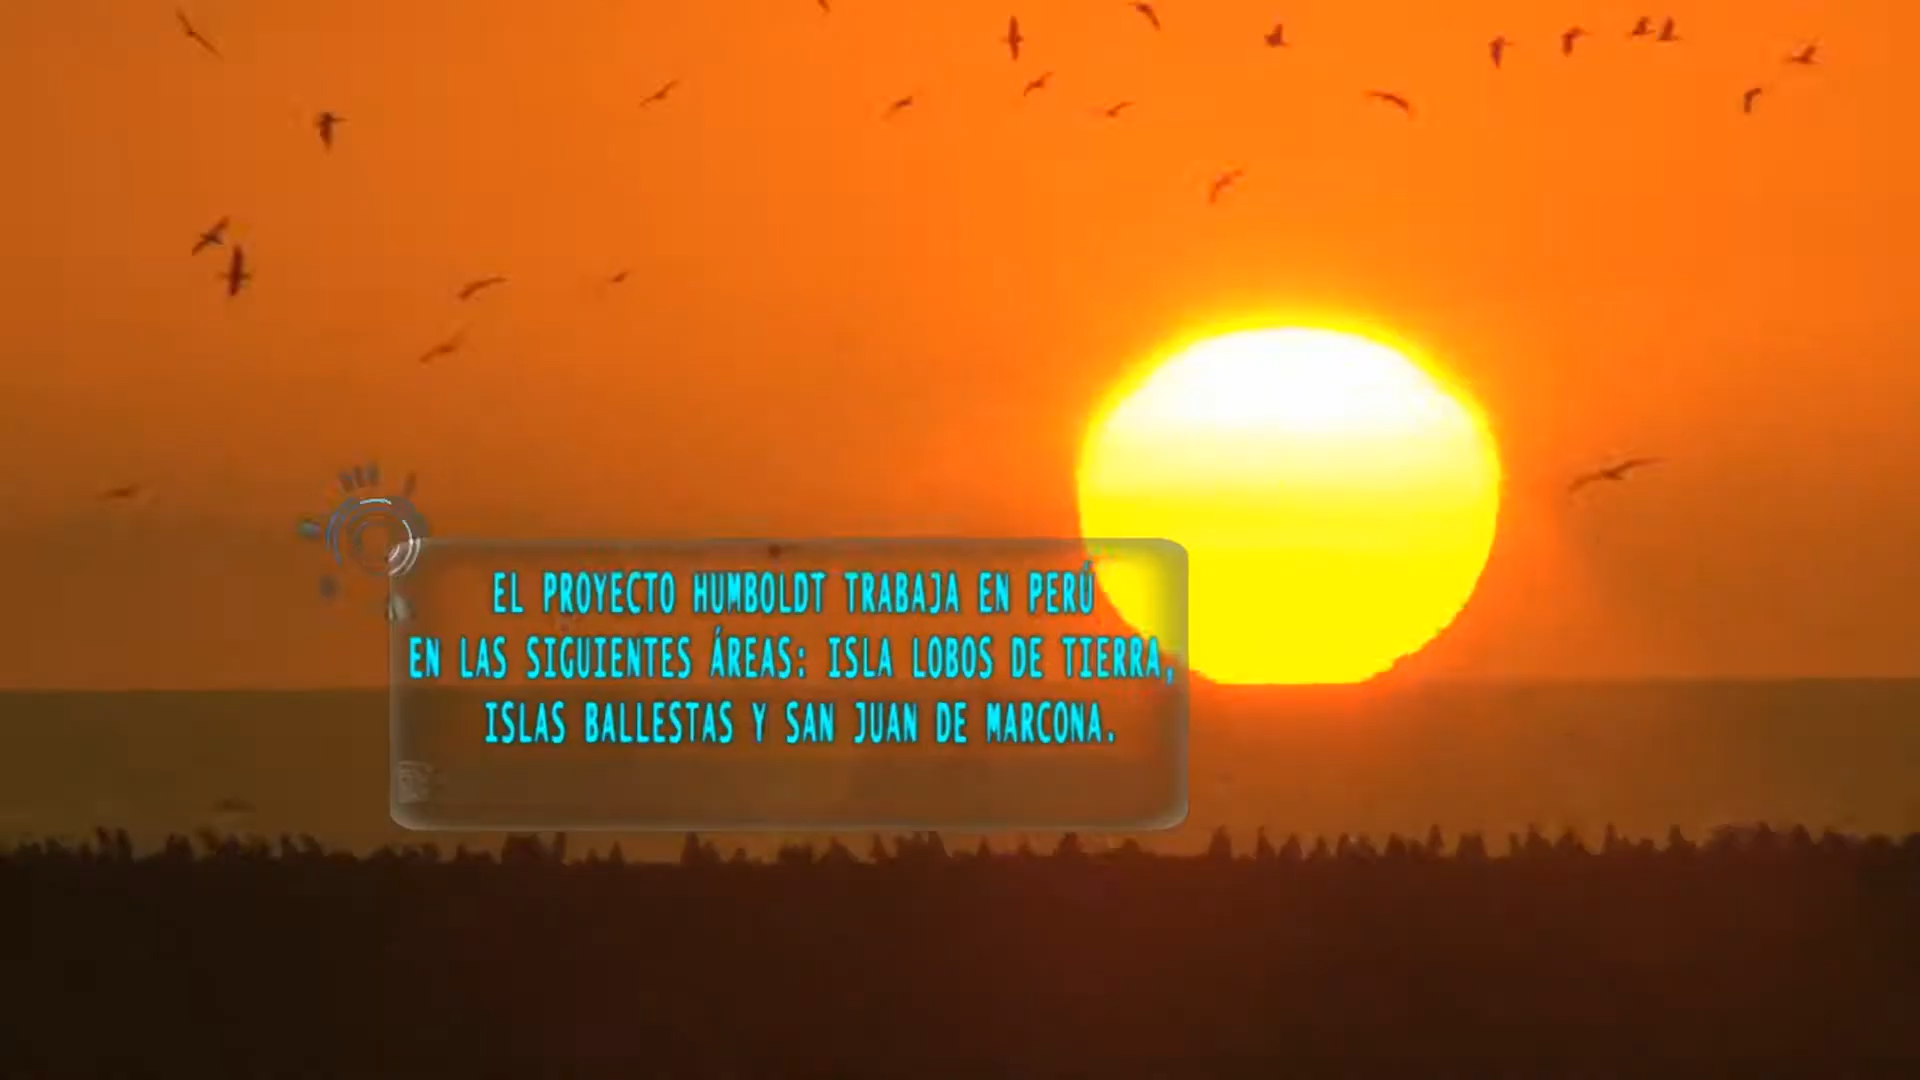 EL PROYECTO HUMBOLDT TRABAJA EN PERÚ
EN LAS SIGUIENTES ÁREAS: ISLA LOBOS DE TIERRA,
ISLAS BALLESTAS Y SAN JUAN DE MARCONA.